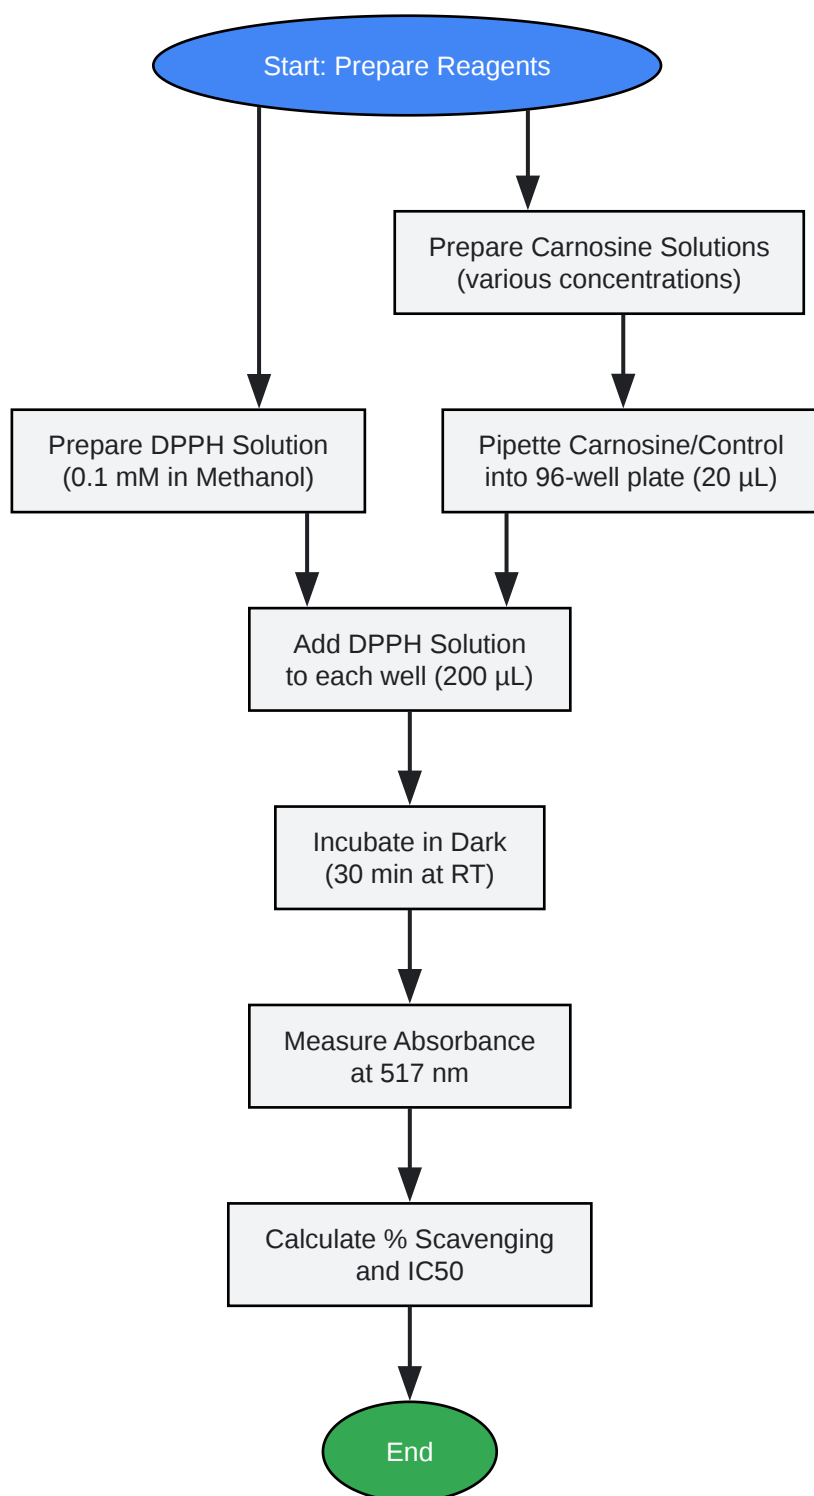 Start: Prepare Reagents
Prepare Carnosine Solutions
(various concentrations)
Prepare DPPH Solution
(0.1 mM in Methanol)
Pipette Carnosine/Control
into 96-well plate (20 µL)
Add DPPH Solution
to each well (200 µL)
Incubate in Dark
(30 min at RT)
Measure Absorbance
at 517 nm
Calculate % Scavenging
and IC50
End